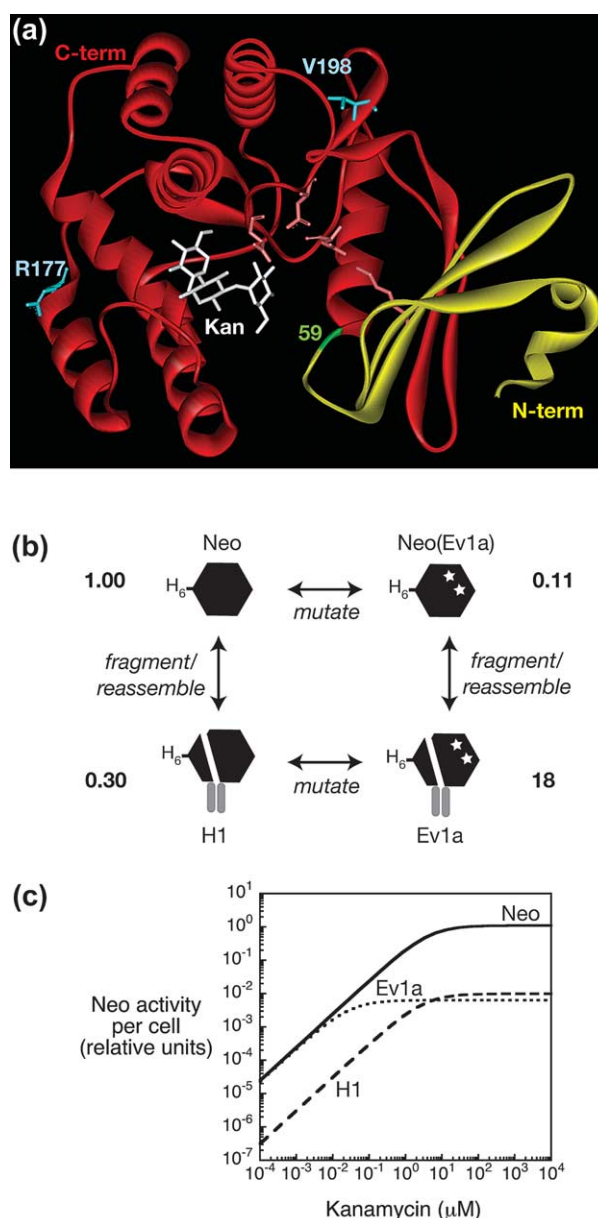 (a)
C-term
V198
R177
Kan
59
N-term
(b)
Neo
Neo(Ev1a)
1.00
H6
H6
0.11
mutate
fragment/
reassemble
fragment/
reassemble
H6
H6
0.30
mutate
18
H1
Ev1a
(c)
10^1
10^0
10^-1
10^-2
10^-3
10^-4
10^-5
10^-6
10^-7
Neo
Ev1a
H1
Neo activity
per cell
(relative units)
10^-4 10^-3 10^-2 10^-1 10^0 10^1 10^2 10^3 10^4
Kanamycin (μM)